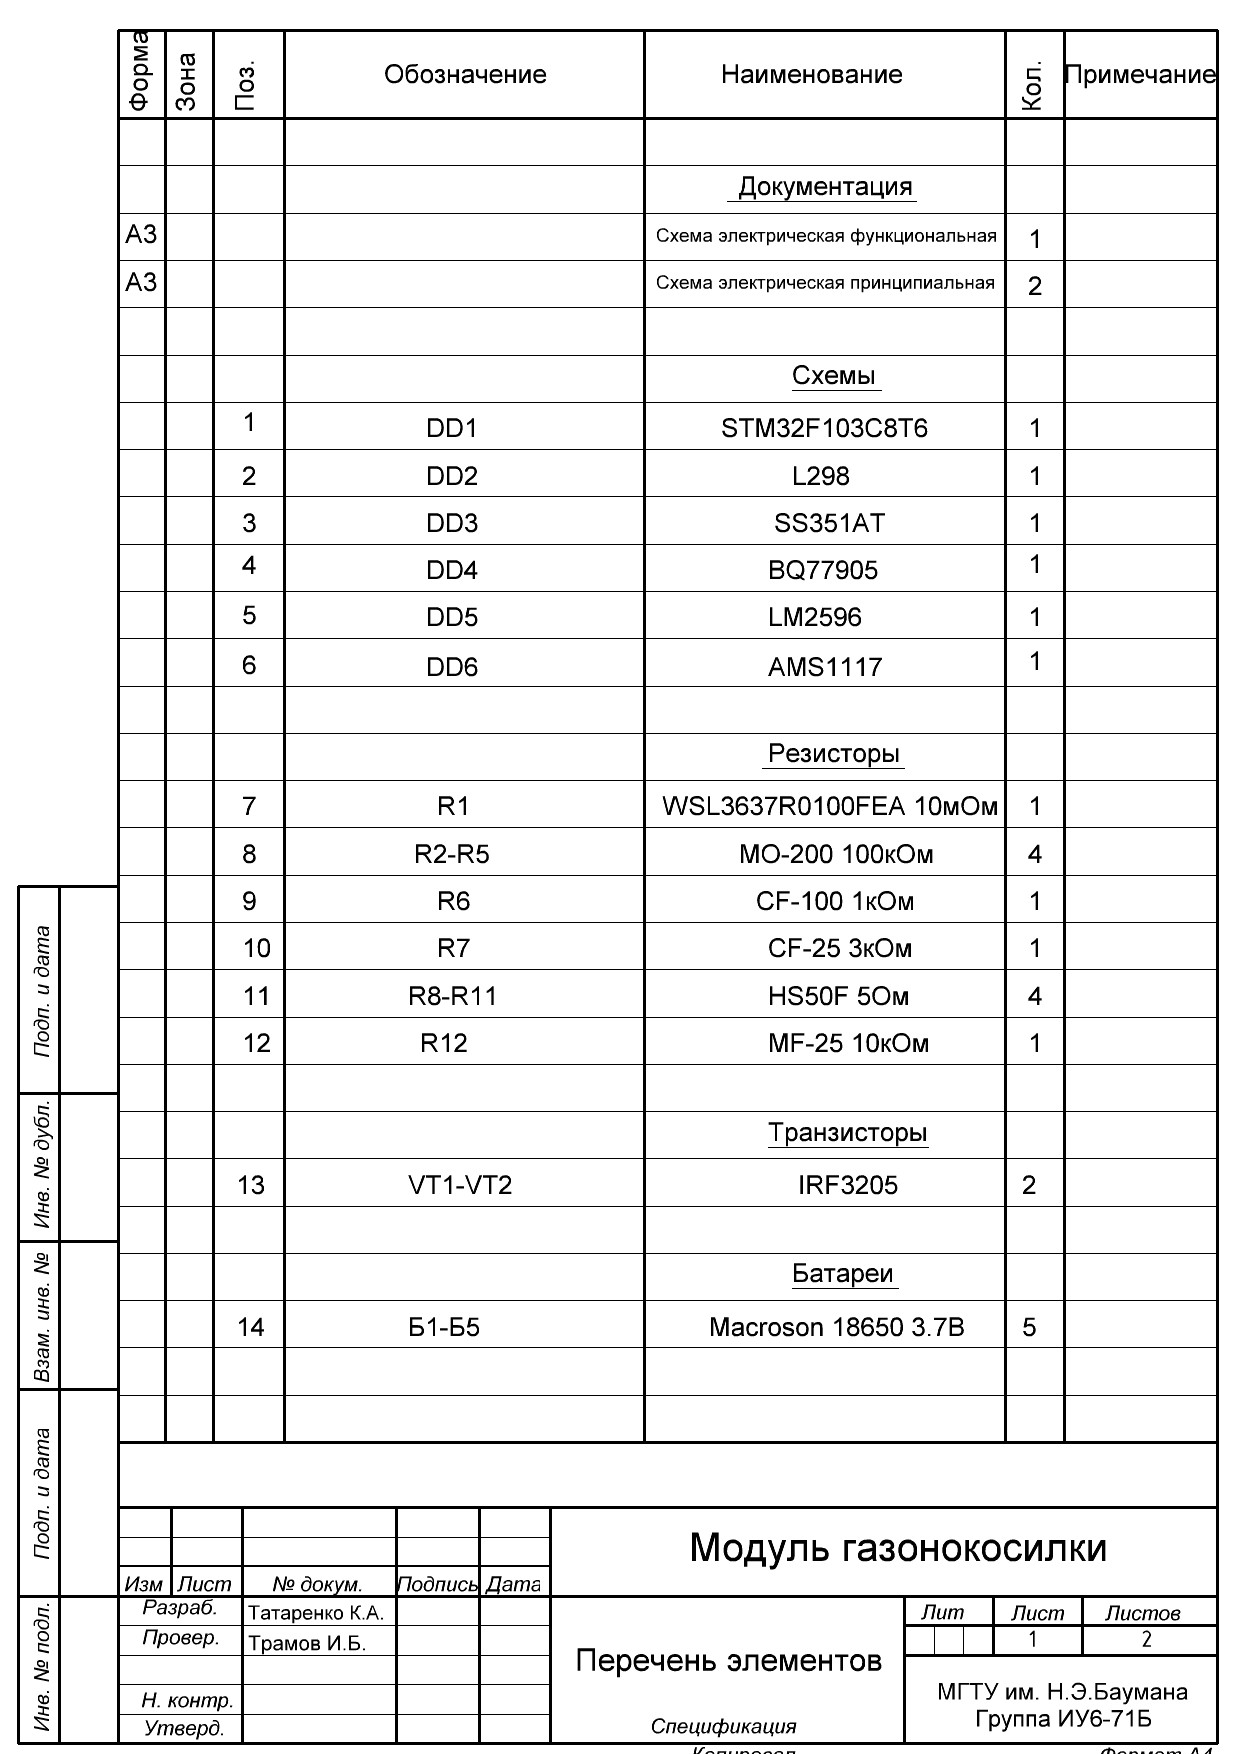 Форма Зона Поз. Обозначение Наименование Кол. Примечание
Документация
А3 Схема электрическая функциональная 1
А3 Схема электрическая принципиальная 2
Схемы
1 DD1 STM32F103C8T6 1
2 DD2 L298 1
3 DD3 SS351AT 1
4 DD4 BQ77905 1
5 DD5 LM2596 1
6 DD6 AMS1117 1
Резисторы
7 R1 WSL3637R0100FEA 10мОм 1
8 R2-R5 MO-200 100кОм 4
9 R6 CF-100 1кОм 1
10 R7 CF-25 3кОм 1
11 R8-R11 HS50F 5Ом 4
12 R12 MF-25 10кОм 1
Транзисторы
13 VT1-VT2 IRF3205 2
Батареи
14 Б1-Б5 Macroson 18650 3.7В 5
Подп. и дата
Инв. № дубл.
Взам. инв. №
Подп. и дата
Инв. № подл.
Модуль газонокосилки
Изм Лист № докум. Подпись Дата
Разраб. Татаренко К.А.
Провер. Трамов И.Б.
Н. контр.
Утверд.
Перечень элементов
Спецификация
Лит Лист Листов
1 2
МГТУ им. Н.Э.Баумана
Группа ИУ6-71Б
Копировал Формат А4